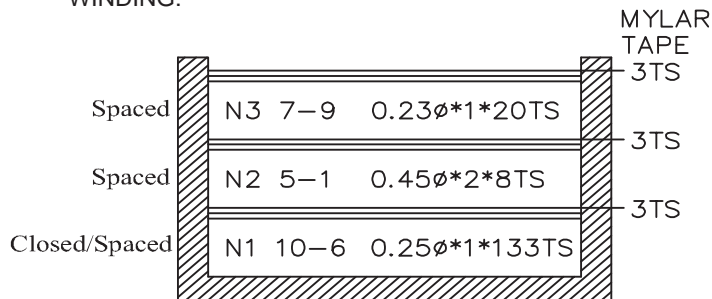 WINDING:
MYLAR
TAPE
3TS
Spaced N3 7-9 0.23ø*1*20TS
3TS
Spaced N2 5-1 0.45ø*2*8TS
3TS
Closed/Spaced N1 10-6 0.25ø*1*133TS